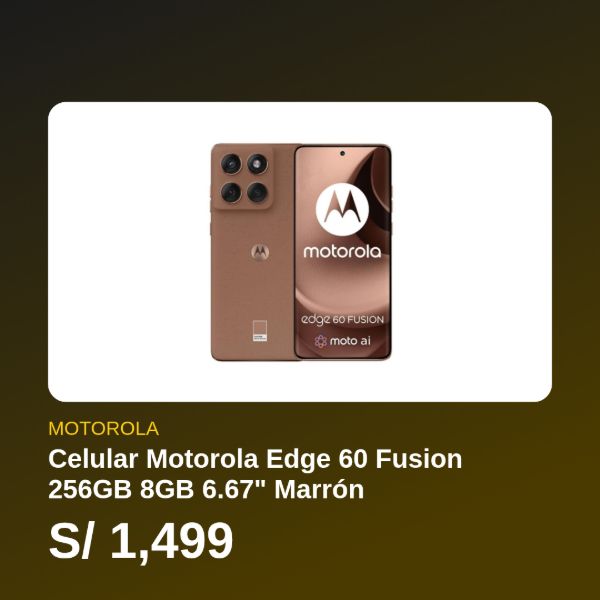 motorola
edge 60 FUSION
moto ai
MOTOROLA
Celular Motorola Edge 60 Fusion
256GB 8GB 6.67" Marrón
S/ 1,499